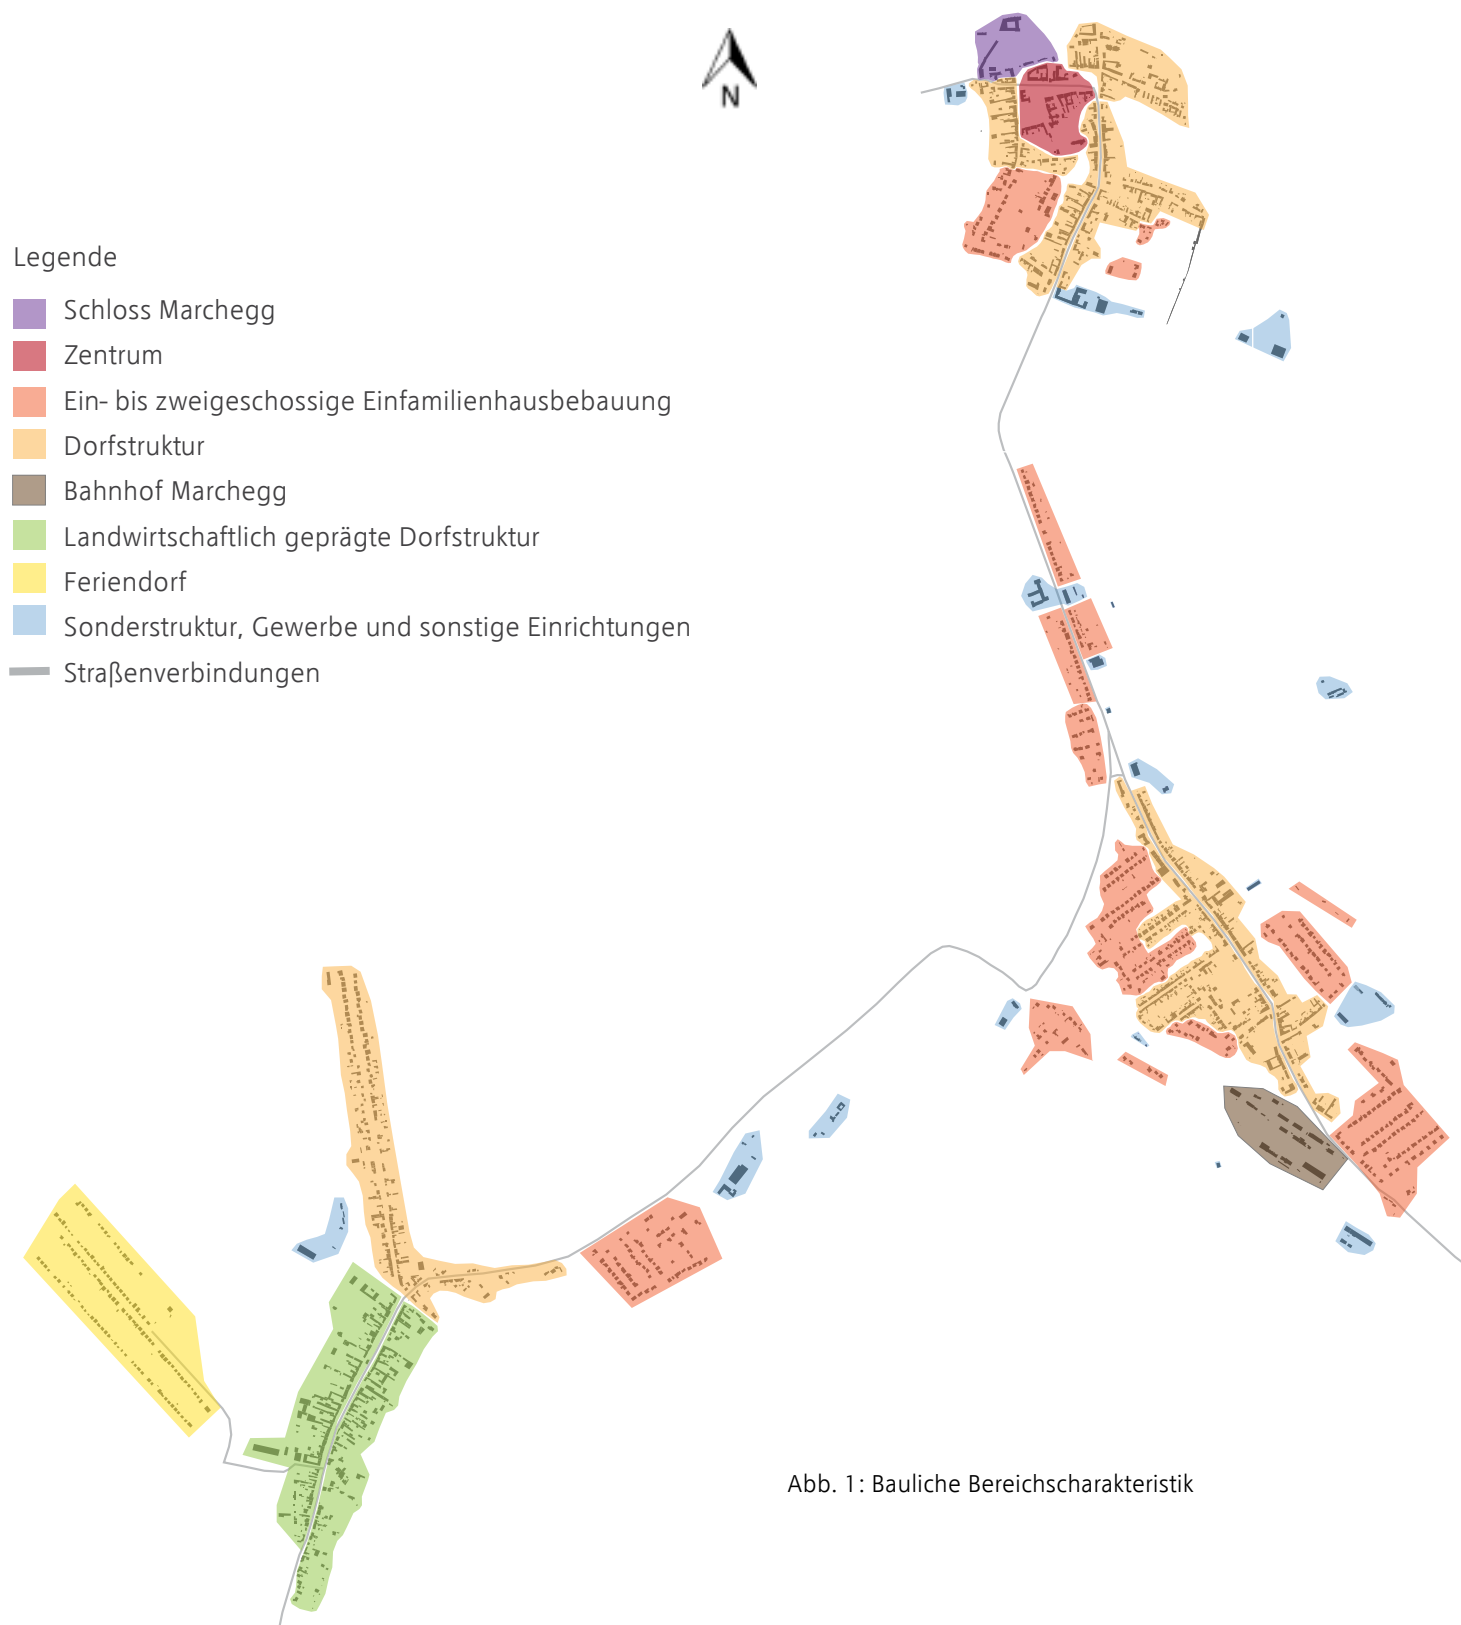 N
Legende
Schloss Marchegg
Zentrum
Ein- bis zweigeschossige Einfamilienhausbebauung
Dorfstruktur
Bahnhof Marchegg
Landwirtschaftlich geprägte Dorfstruktur
Feriendorf
Sonderstruktur, Gewerbe und sonstige Einrichtungen
Straßenverbindungen
Abb. 1: Bauliche Bereichscharakteristik